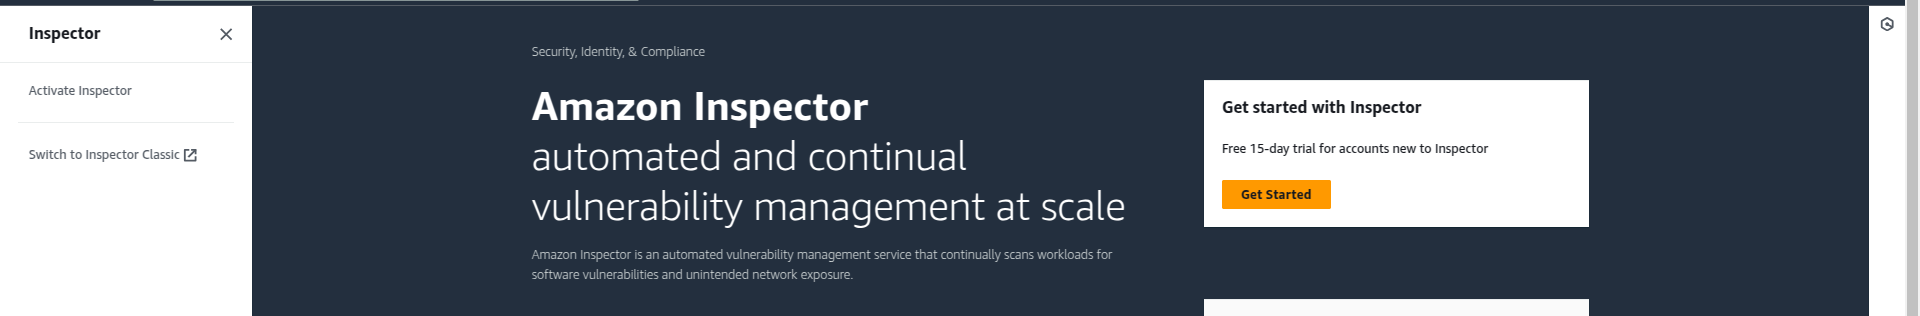 Inspector
Activate Inspector
Switch to Inspector Classic
Security, Identity, & Compliance
Amazon Inspector
automated and continual
vulnerability management at scale
Amazon Inspector is an automated vulnerability management service that continually scans workloads for
software vulnerabilities and unintended network exposure.
Get started with Inspector
Free 15-day trial for accounts new to Inspector
Get Started